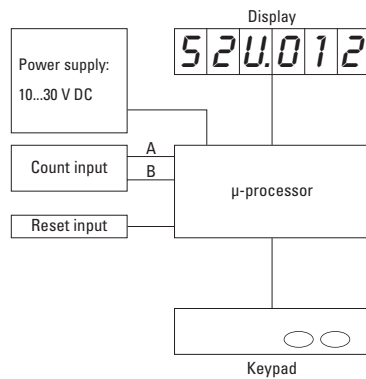 Display
52U.012
Power supply:
10...30 V DC
A
Count input
B
µ-processor
Reset input
Keypad